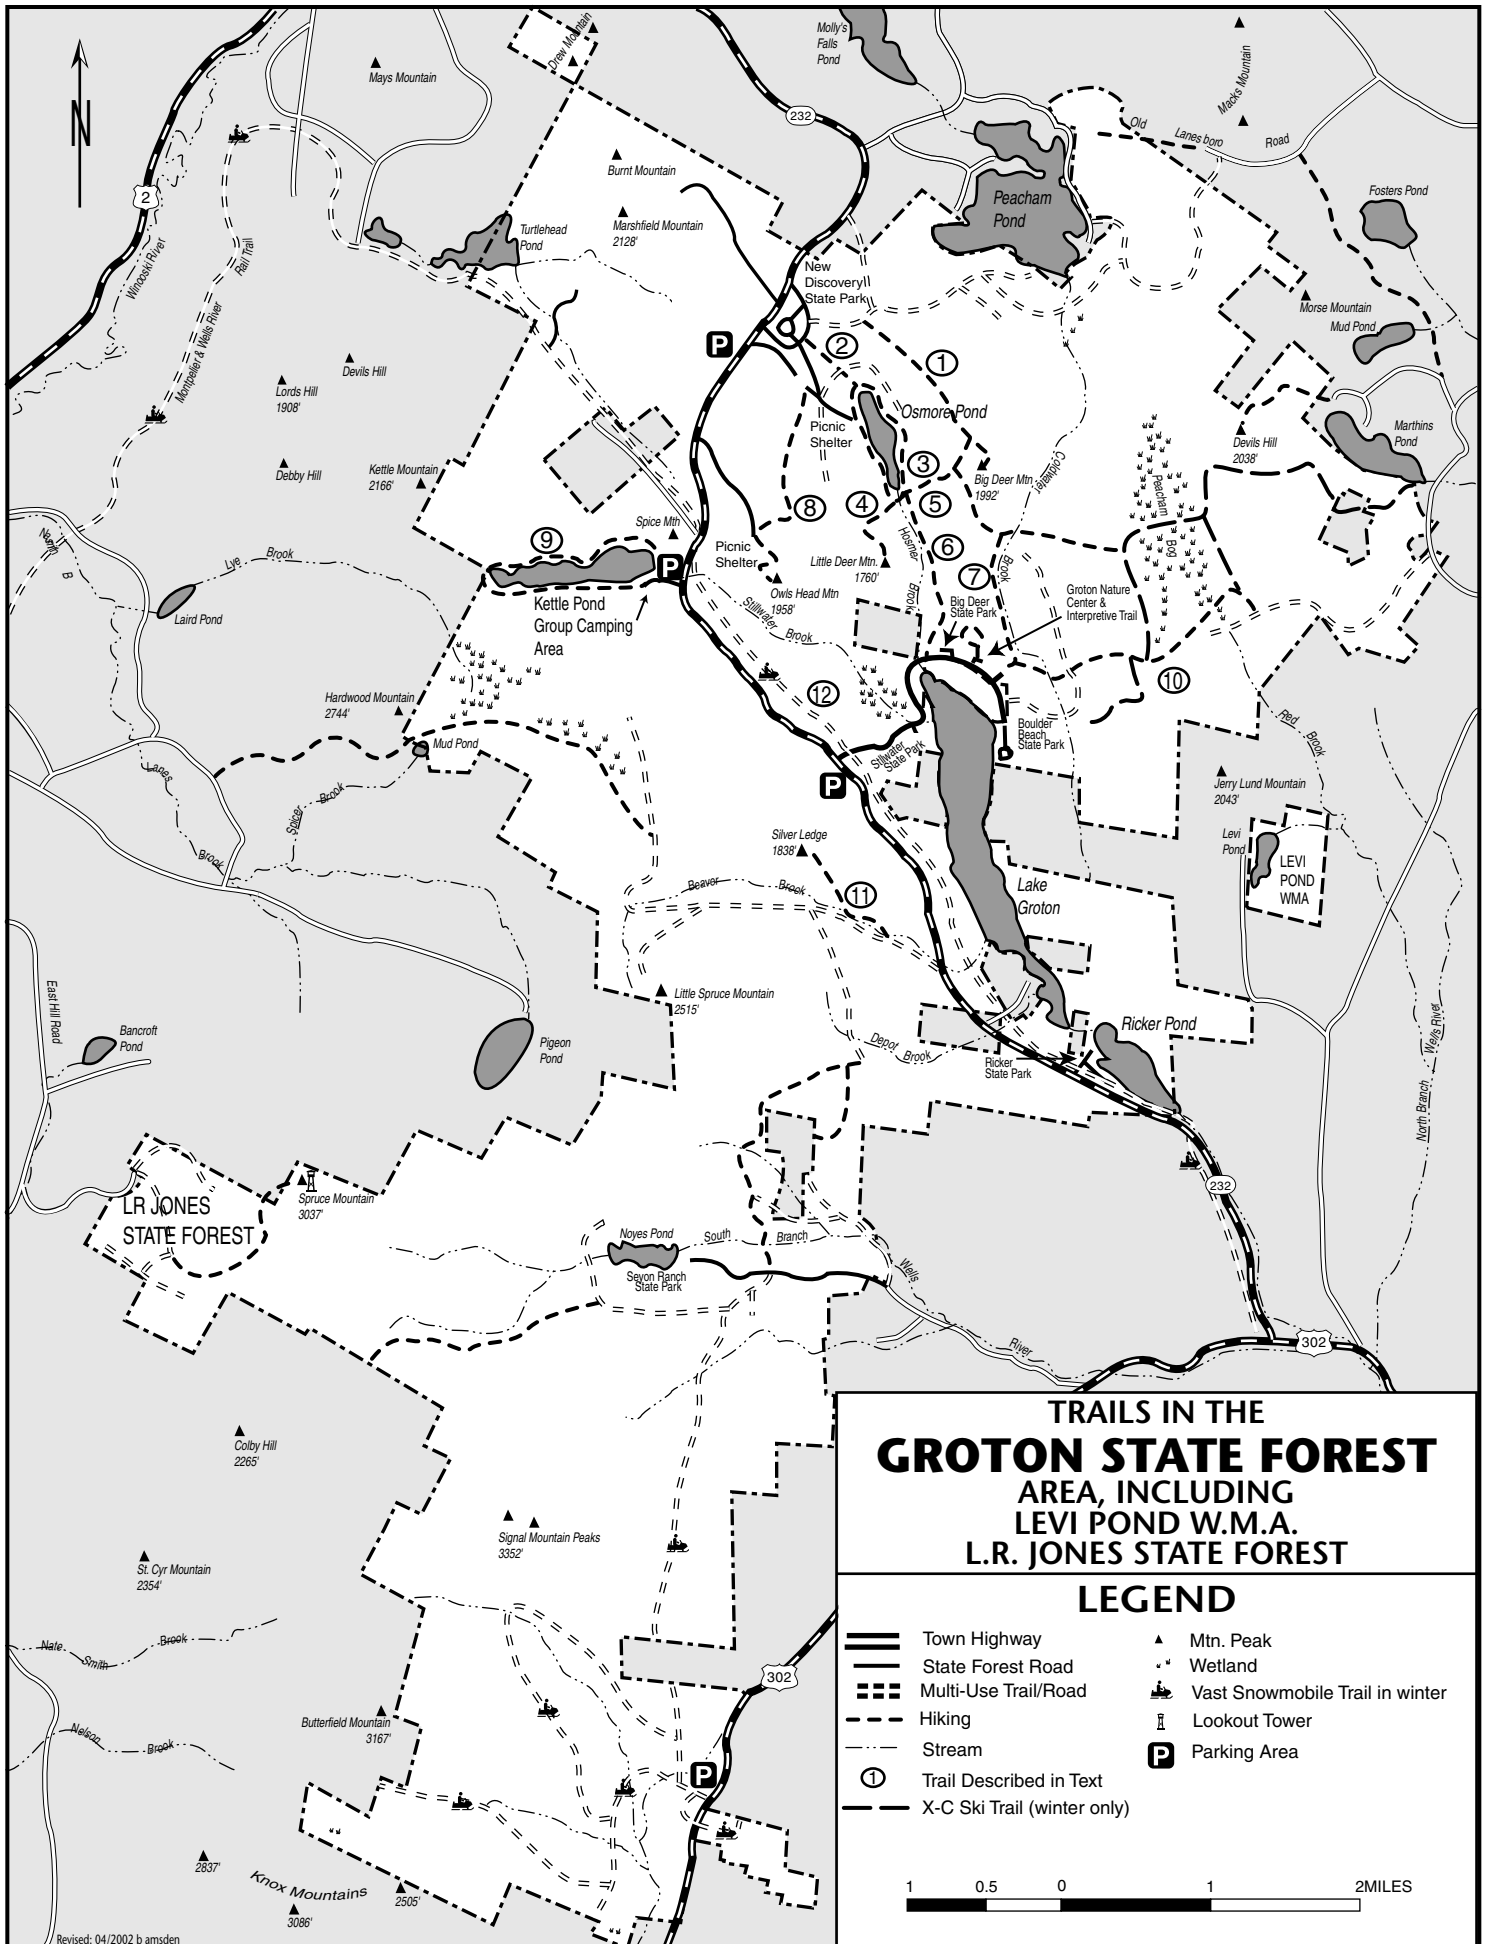 Drew Mountain
Molly's
Falls
Pond
Mays Mountain
Macks Mountain
N
232
Old
Lanesboro
Road
Burnt Mountain
2
Peacham
Pond
Fosters Pond
Marshfield Mountain
2128'
Turtlehead
Pond
Winooski River
Rail Trail
New
Discovery
State Park
Morse Mountain
Mud Pond
Montpelier & Wells River
P
2
1
Devils Hill
Lords Hill
1908'
Osmore Pond
Picnic
Shelter
Marthins
Pond
Devils Hill
2038'
Debby Hill
Kettle Mountain
2166'
3
Big Deer Mtn
1992'
Coldwater
Brook
Peacham
Bog
8
4
5
Spice Mth
9
Hosmer
Brook
6
Nasmith B
Lye
Brook
P
Picnic
Shelter
Little Deer Mtn.
1760'
7
Owls Head Mtn
1958'
Groton Nature
Center &
Interpretive Trail
Big Deer
State Park
Kettle Pond
Group Camping
Area
Laird Pond
Stillwater
Brook
10
12
Hardwood Mountain
2744'
Red
Brook
Boulder
Beach
State Park
Mud Pond
Stillwater
State Park
Lanes
Brook
P
Jerry Lund Mountain
2043'
Spicer
Brook
Silver Ledge
1838'
Levi
Pond
LEVI
POND
WMA
Beaver
Brook
11
Lake
Groton
East Hill Road
Little Spruce Mountain
2515'
Bancroft
Pond
Pigeon
Pond
Ricker Pond
Depot
Brook
Ricker
State Park
North Branch
Wells River
232
LR JONES
STATE FOREST
Spruce Mountain
3037'
Noyes Pond
South
Branch
Wells
River
Seyon Ranch
State Park
302
Colby Hill
2265'
Signal Mountain Peaks
3352'
St. Cyr Mountain
2354'
Nate
Smith
Brook
302
Butterfield Mountain
3167'
Nelson
Brook
P
2837'
Knox Mountains
2505'
3086'
Revised: 04/2002 b amsden
TRAILS IN THE
GROTON STATE FOREST
AREA, INCLUDING
LEVI POND W.M.A.
L.R. JONES STATE FOREST
LEGEND
Town Highway
State Forest Road
Multi-Use Trail/Road
Hiking
Stream
1 Trail Described in Text
X-C Ski Trail (winter only)
Mtn. Peak
Wetland
Vast Snowmobile Trail in winter
Lookout Tower
P Parking Area
1 0.5 0 1 2MILES